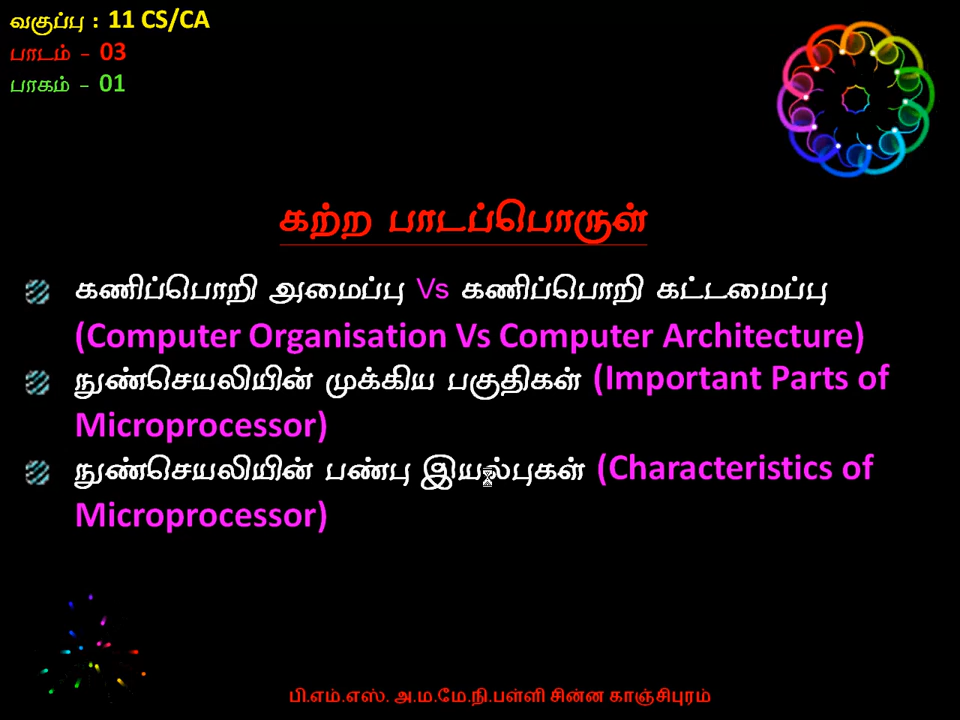 வகுப்பு : 11 CS/CA
பாடம் - 03
பாகம் - 01
கற்ற பாடப்பொருள்
கணிப்பொறி அமைப்பு Vs கணிப்பொறி கட்டமைப்பு
(Computer Organisation Vs Computer Architecture)
நுண்செயலியின் முக்கிய பகுதிகள் (Important Parts of
Microprocessor)
நுண்செயலியின் பண்பு இயல்புகள் (Characteristics of
Microprocessor)
பி.எம்.எஸ். அ.ம.மே.நி.பள்ளி சின்ன காஞ்சிபுரம்